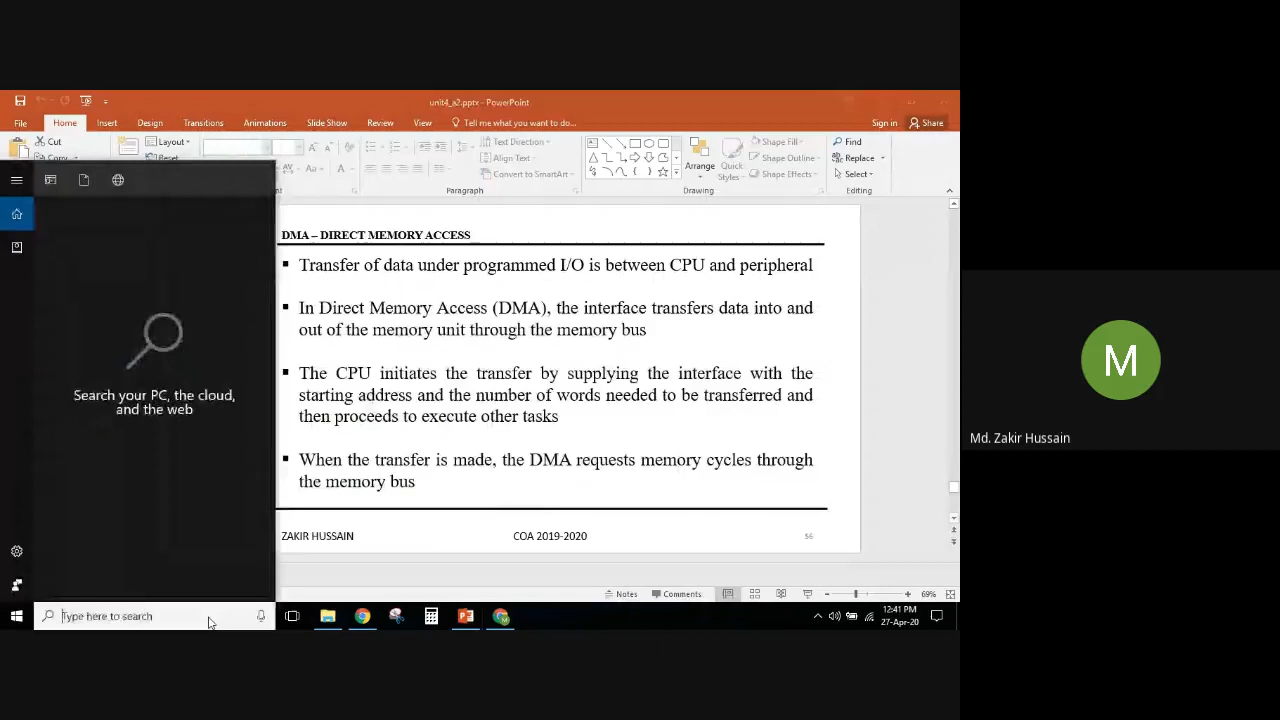 unit4_a2.pptx - PowerPoint
File Home Insert Design Transitions Animations Slide Show Review View Tell me what you want to do... Sign in Share
Cut
Copy
Layout
Reset
Aa
Text Direction
Align Text
Convert to SmartArt
Paragraph
Arrange
Quick
Styles
Shape Fill
Shape Outline
Shape Effects
Drawing
Find
Replace
Select
Editing
Search your PC, the cloud,
and the web
DMA – DIRECT MEMORY ACCESS
▪ Transfer of data under programmed I/O is between CPU and peripheral
▪ In Direct Memory Access (DMA), the interface transfers data into and
out of the memory unit through the memory bus
▪ The CPU initiates the transfer by supplying the interface with the
starting address and the number of words needed to be transferred and
then proceeds to execute other tasks
▪ When the transfer is made, the DMA requests memory cycles through
the memory bus
ZAKIR HUSSAIN COA 2019-2020 56
Notes Comments 69%
Type here to search
12:41 PM
27-Apr-20
M
Md. Zakir Hussain